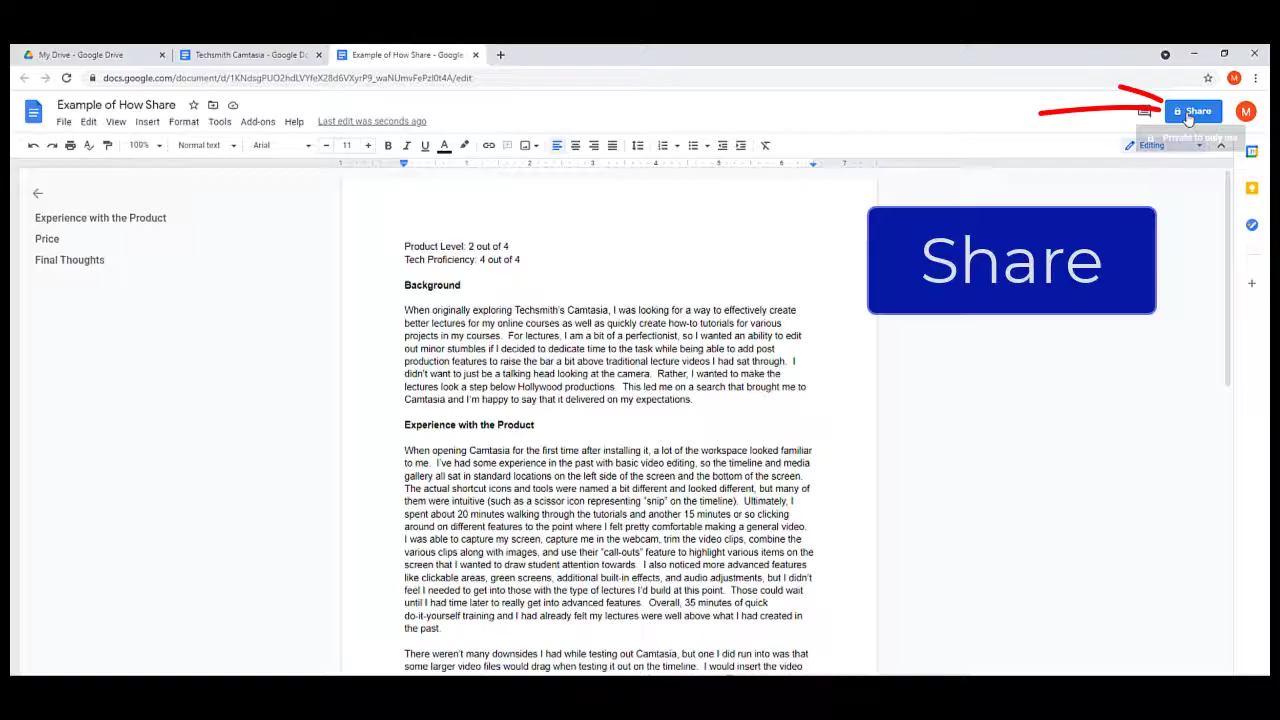 My Drive - Google Drive
Techsmith Camtasia - Google Do
Example of How Share - Google
docs.google.com/document/d/1KNdsgPUO2hdLVYfeX28d6VXyrP9_waNUmvFePzI0t4A/edit
M
Example of How Share
Share
M
File Edit View Insert Format Tools Add-ons Help Last edit was seconds ago
Private to only me
100% Normal text Arial 11 B I U A Editing
1 1 2 3 4 5 6 7
Experience with the Product
Price
Final Thoughts
Share
Product Level: 2 out of 4
Tech Proficiency: 4 out of 4
Background
When originally exploring Techsmith's Camtasia, I was looking for a way to effectively create
better lectures for my online courses as well as quickly create how-to tutorials for various
projects in my courses. For lectures, I am a bit of a perfectionist, so I wanted an ability to edit
out minor stumbles if I decided to dedicate time to the task while being able to add post
production features to raise the bar a bit above traditional lecture videos I had sat through. I
didn't want to just be a talking head looking at the camera. Rather, I wanted to make the
lectures look a step below Hollywood productions. This led me on a search that brought me to
Camtasia and I'm happy to say that it delivered on my expectations.
Experience with the Product
When opening Camtasia for the first time after installing it, a lot of the workspace looked familiar
to me. I've had some experience in the past with basic video editing, so the timeline and media
gallery all sat in standard locations on the left side of the screen and the bottom of the screen.
The actual shortcut icons and tools were named a bit different and looked different, but many of
them were intuitive (such as a scissor icon representing "snip" on the timeline). Ultimately, I
spent about 20 minutes walking through the tutorials and another 15 minutes or so clicking
around on different features to the point where I felt pretty comfortable making a general video.
I was able to capture my screen, capture me in the webcam, trim the video clips, combine the
various clips along with images, and use their "call-outs" feature to highlight various items on the
screen that I wanted to draw student attention towards. I also noticed more advanced features
like clickable areas, green screens, additional built-in effects, and audio adjustments, but I didn't
feel I needed to get into those with the type of lectures I'd build at this point. Those could wait
until I had time later to really get into advanced features. Overall, 35 minutes of quick
do-it-yourself training and I had already felt my lectures were well above what I had created in
the past.
There weren't many downsides I had while testing out Camtasia, but one I did run into was that
some larger video files would drag when testing it out on the timeline. I would insert the video